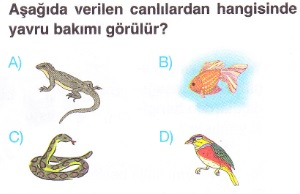 Aşağıda verilen canlılardan hangisinde
yavru bakımı görülür?
A)
B)
C)
D)